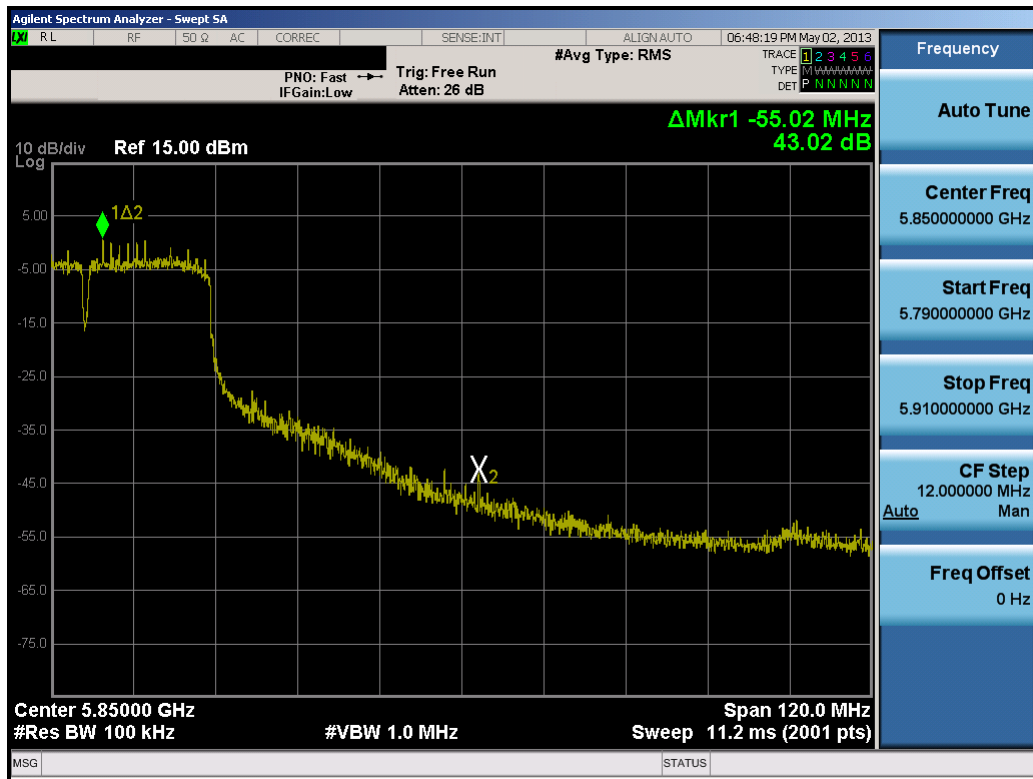 Agilent Spectrum Analyzer - Swept SA
LXI RL RF 50 Ω AC CORREC SENSE:INT ALIGN AUTO 06:48:19 PM May 02, 2013
#Avg Type: RMS TRACE 1 2 3 4 5 6
PNO: Fast Trig: Free Run TYPE M WWWWW
IFGain:Low Atten: 26 dB DET P N N N N N
ΔMkr1 -55.02 MHz
43.02 dB
10 dB/div Ref 15.00 dBm
Log
1Δ2
5.00
-5.00
-15.0
-25.0
-35.0
X2
-45.0
-55.0
-65.0
-75.0
Center 5.85000 GHz Span 120.0 MHz
#Res BW 100 kHz #VBW 1.0 MHz Sweep 11.2 ms (2001 pts)
MSG STATUS
Frequency
Auto Tune
Center Freq
5.850000000 GHz
Start Freq
5.790000000 GHz
Stop Freq
5.910000000 GHz
CF Step
12.000000 MHz
Auto Man
Freq Offset
0 Hz